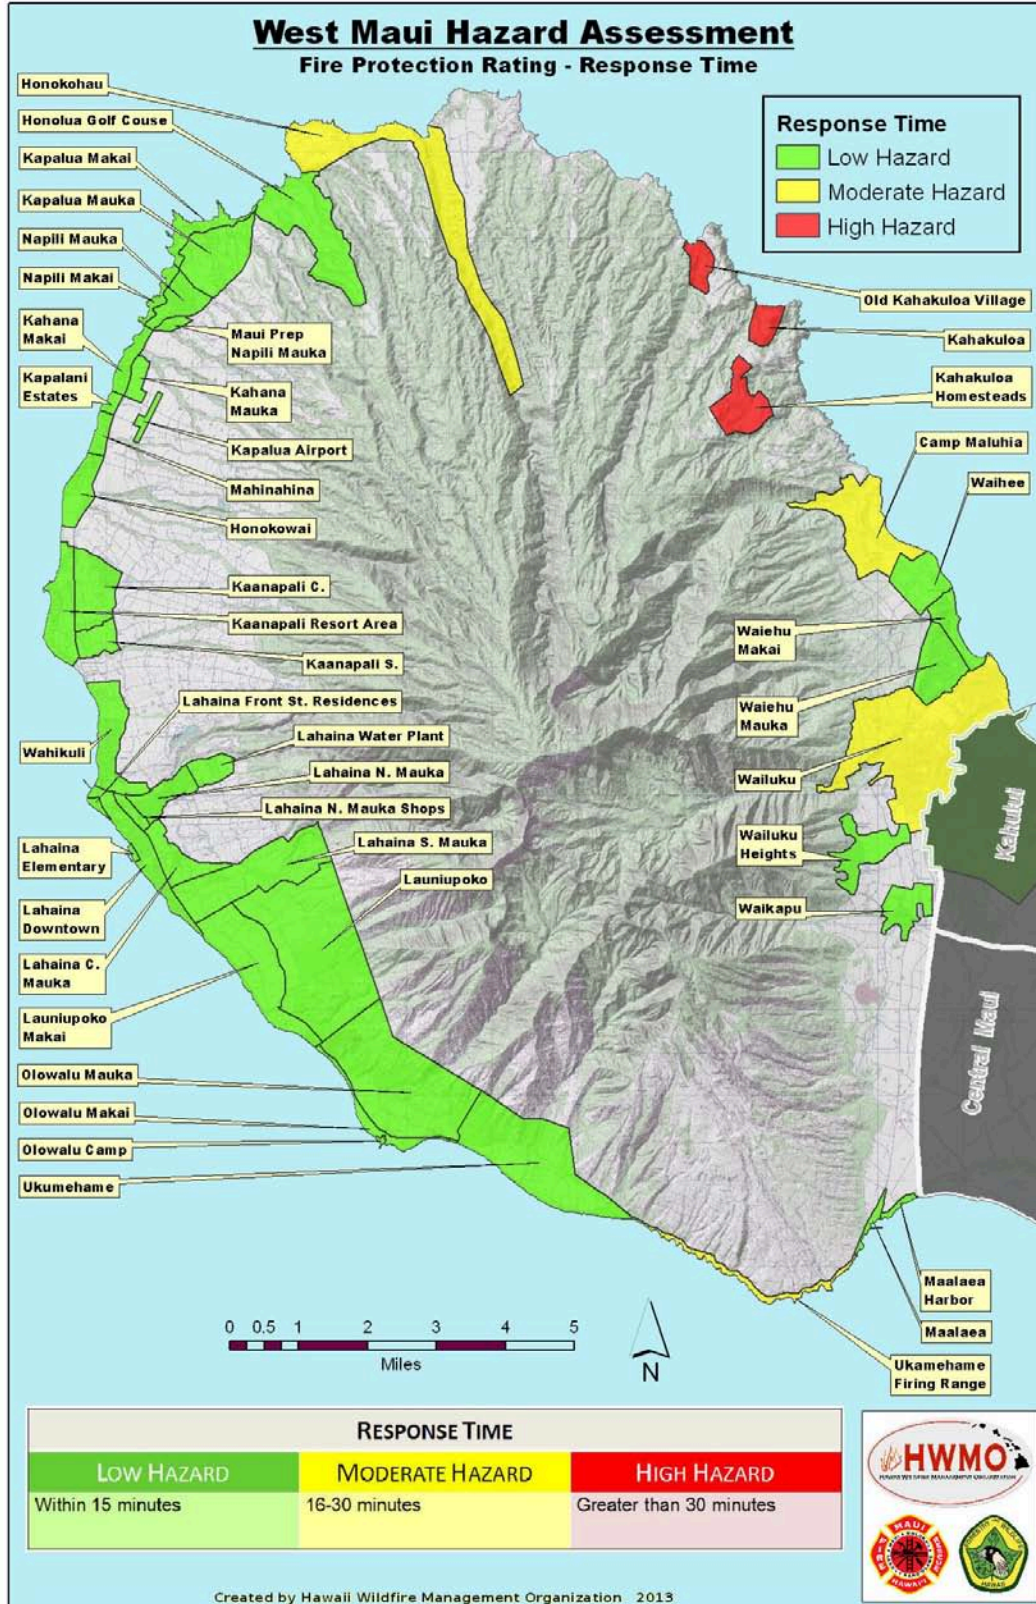 West Maui Hazard Assessment
Fire Protection Rating - Response Time
Response Time
Low Hazard
Moderate Hazard
High Hazard
Honokohau
Honolua Golf Couse
Kapalua Makai
Kapalua Mauka
Napili Mauka
Napili Makai
Kahana
Makai
Kapalani
Estates
Maui Prep
Napili Mauka
Kahana
Mauka
Kapalua Airport
Mahinahina
Honokowai
Kaanapali C.
Kaanapali Resort Area
Kaanapali S.
Lahaina Front St. Residences
Wahikuli
Lahaina Water Plant
Lahaina N. Mauka
Lahaina N. Mauka Shops
Lahaina S. Mauka
Launiupoko
Lahaina
Elementary
Lahaina
Downtown
Lahaina C.
Mauka
Launiupoko
Makai
Olowalu Mauka
Olowalu Makai
Olowalu Camp
Ukumehame
Old Kahakuloa Village
Kahakuloa
Kahakuloa
Homesteads
Camp Maluhia
Waihee
Waiehu
Makai
Waiehu
Mauka
Wailuku
Wailuku
Heights
Waikapu
Kahului
Central Maui
Maalaea
Harbor
Maalaea
Ukamehame
Firing Range
0 0.5 1 2 3 4 5
Miles
N
RESPONSE TIME
LOW HAZARD MODERATE HAZARD HIGH HAZARD
Within 15 minutes 16-30 minutes Greater than 30 minutes
HWMO
HAWAII WILDFIRE MANAGEMENT ORGANIZATION
MAUI
FIRE
HAWAII
Created by Hawaii Wildfire Management Organization 2013